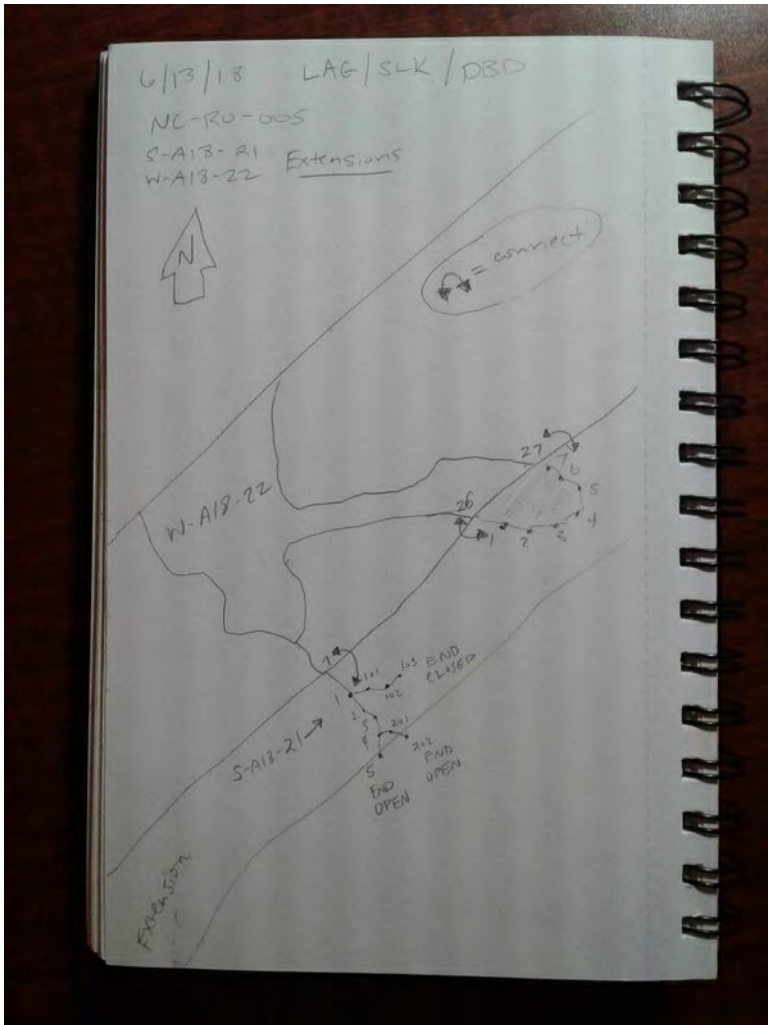 6/13/18 LAG/SLK/DBD
NC-RO-005
S-A18-21
W-A18-22 Extensions
N
= connect
27
7
6
5
4
3
2
1
26
W-A18-22
1
1
101
102
103
END
CLOSED
2
3
4
201
202
5
END
OPEN
END
OPEN
S-A18-21
Extension